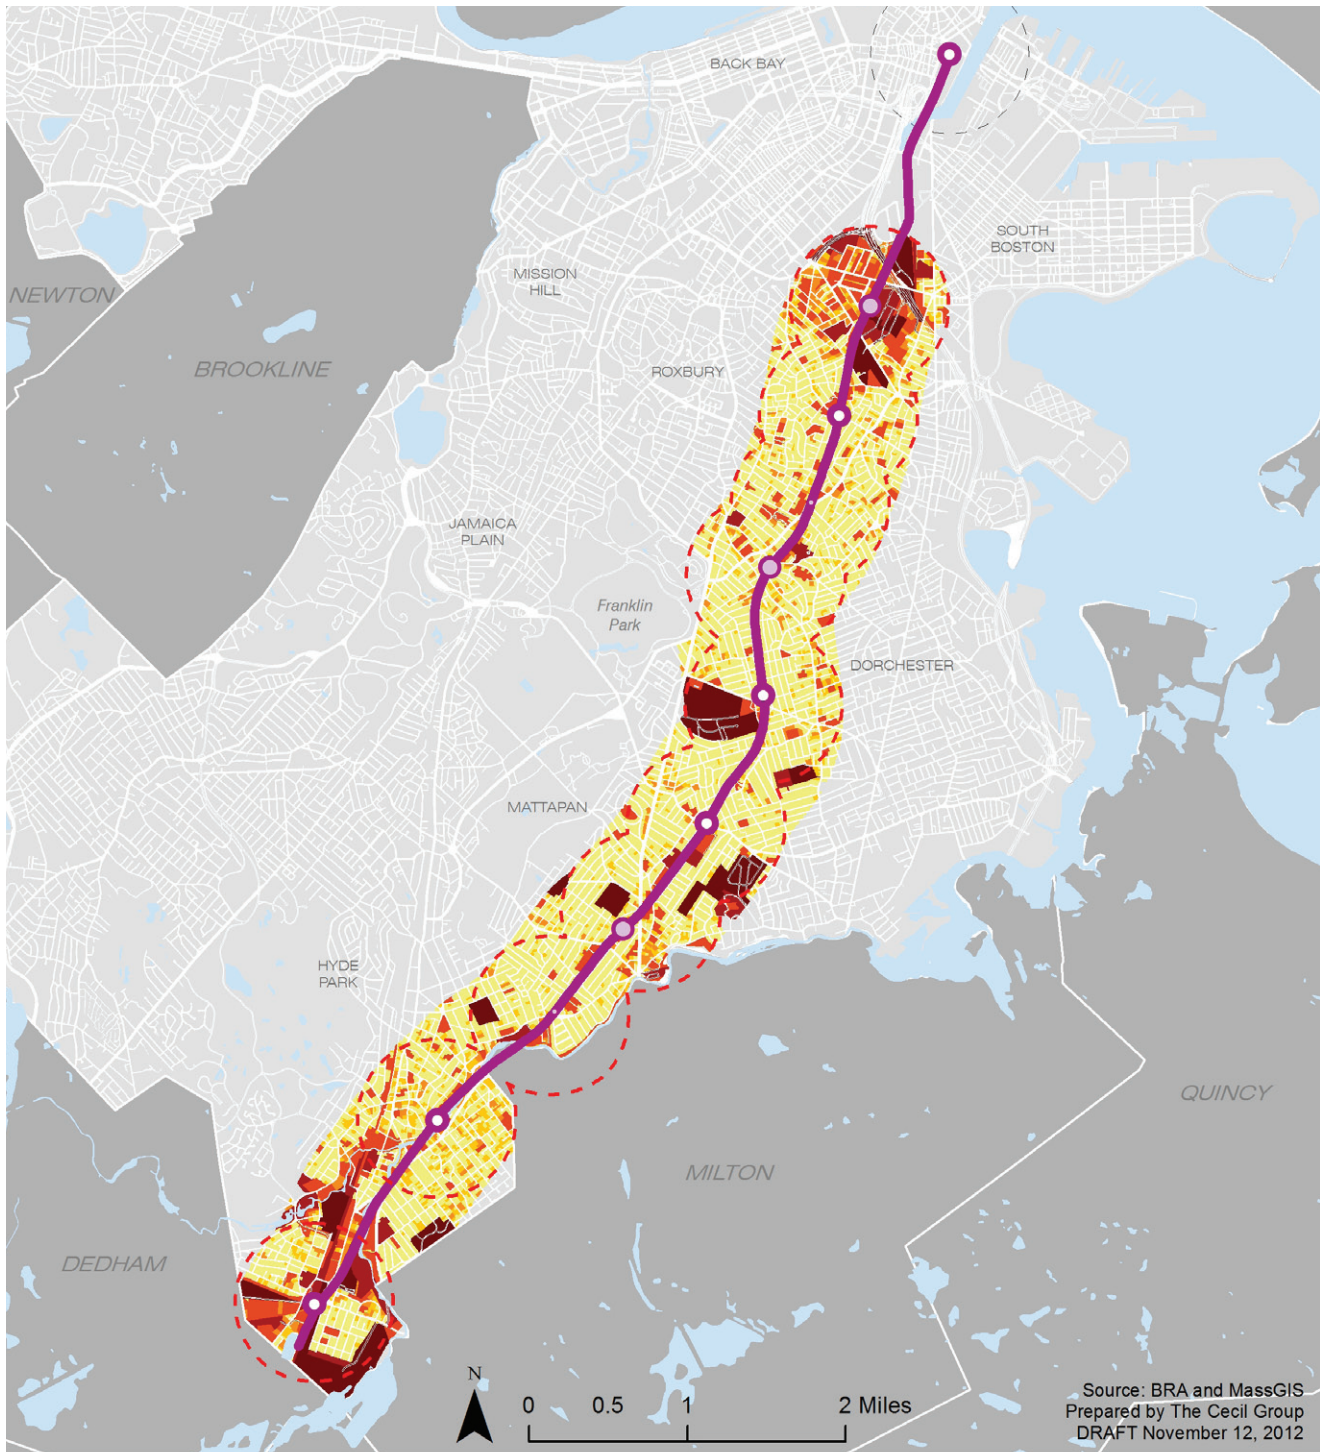 BACK BAY
SOUTH
BOSTON
MISSION
HILL
NEWTON
BROOKLINE
ROXBURY
JAMAICA
PLAIN
Franklin
Park
DORCHESTER
MATTAPAN
HYDE
PARK
QUINCY
MILTON
DEDHAM
N
0 0.5 1 2 Miles
Source: BRA and MassGIS
Prepared by The Cecil Group
DRAFT November 12, 2012